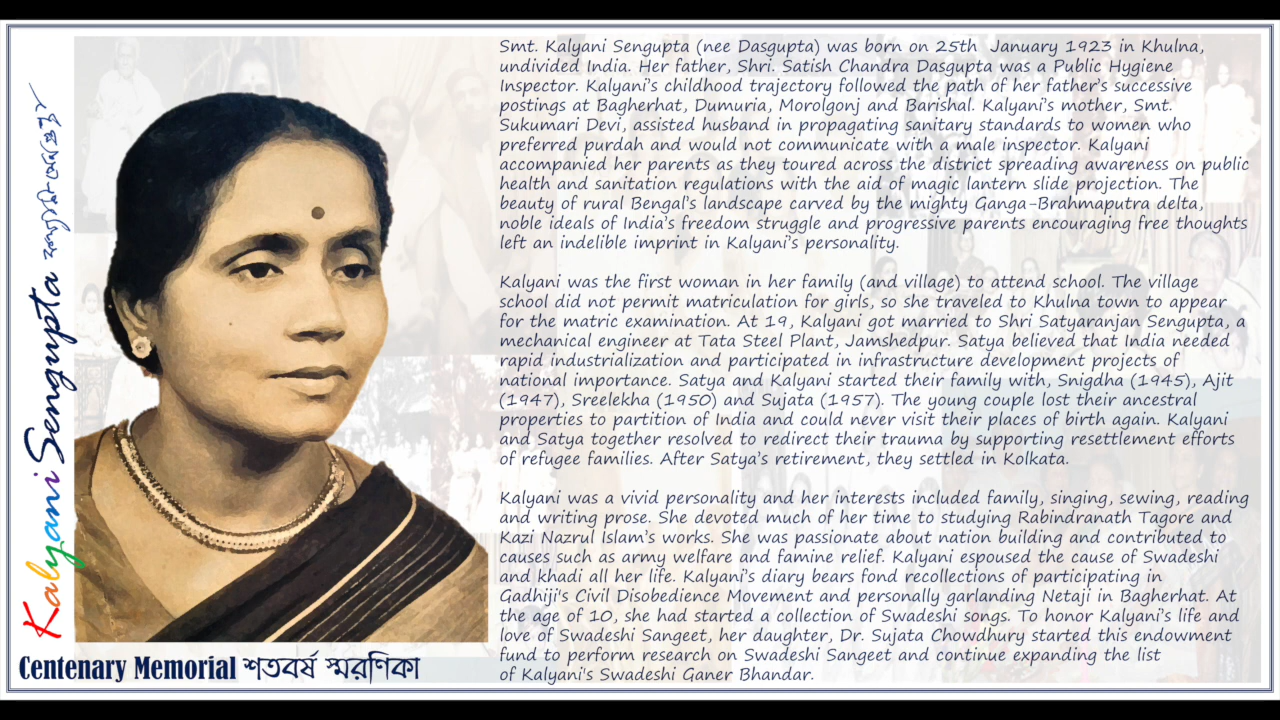 Smt. Kalyani Sengupta (nee Dasgupta) was born on 25th January 1923 in Khulna,
undivided India. Her father, Shri. Satish Chandra Dasgupta was a Public Hygiene
Inspector. Kalyani's childhood trajectory followed the path of her father's successive
postings at Bagherhat, Dumuria, Morolgonj and Barishal. Kalyani's mother, Smt.
Sukumari Devi, assisted husband in propagating sanitary standards to women who
preferred purdah and would not communicate with a male inspector. Kalyani
accompanied her parents as they toured across the district spreading awareness on public
health and sanitation regulations with the aid of magic lantern slide projection. The
beauty of rural Bengal's landscape carved by the mighty Ganga-Brahmaputra delta,
noble ideals of India's freedom struggle and progressive parents encouraging free thoughts
left an indelible imprint in Kalyani's personality.
Kalyani was the first woman in her family (and village) to attend school. The village
school did not permit matriculation for girls, so she traveled to Khulna town to appear
for the matric examination. At 19, Kalyani got married to Shri Satyaranjan Sengupta, a
mechanical engineer at Tata Steel Plant, Jamshedpur. Satya believed that India needed
rapid industrialization and participated in infrastructure development projects of
national importance. Satya and Kalyani started their family with, Snigdha (1945), Ajit
(1947), Sreelekha (1950) and Sujata (1957). The young couple lost their ancestral
properties to partition of India and could never visit their places of birth again. Kalyani
and Satya together resolved to redirect their trauma by supporting resettlement efforts
of refugee families. After Satya's retirement, they settled in Kolkata.
Kalyani was a vivid personality and her interests included family, singing, sewing, reading
and writing prose. She devoted much of her time to studying Rabindranath Tagore and
Kazi Nazrul Islam's works. She was passionate about nation building and contributed to
causes such as army welfare and famine relief. Kalyani espoused the cause of Swadeshi
and khadi all her life. Kalyani's diary bears fond recollections of participating in
Gadhiji's Civil Disobedience Movement and personally garlanding Netaji in Bagherhat. At
the age of 10, she had started a collection of Swadeshi songs. To honor Kalyani's life and
love of Swadeshi Sangeet, her daughter, Dr. Sujata Chowdhury started this endowment
fund to perform research on Swadeshi Sangeet and continue expanding the list
of Kalyani's Swadeshi Ganer Bhandar.
Kalyani Sengupta
Centenary Memorial শতবর্ষ স্মরণিকা